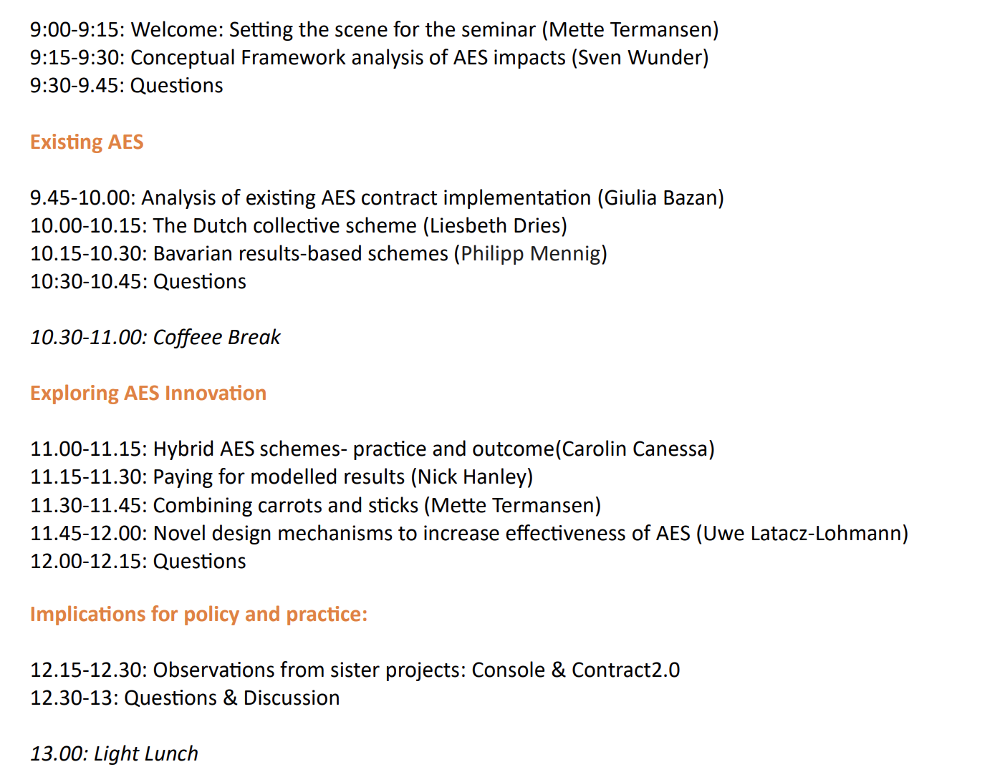 9:00-9:15: Welcome: Setting the scene for the seminar (Mette Termansen)
9:15-9:30: Conceptual Framework analysis of AES impacts (Sven Wunder)
9:30-9.45: Questions
Existing AES
9.45-10.00: Analysis of existing AES contract implementation (Giulia Bazan)
10.00-10.15: The Dutch collective scheme (Liesbeth Dries)
10.15-10.30: Bavarian results-based schemes (Philipp Mennig)
10:30-10.45: Questions
10.30-11.00: Coffeee Break
Exploring AES Innovation
11.00-11.15: Hybrid AES schemes- practice and outcome(Carolin Canessa)
11.15-11.30: Paying for modelled results (Nick Hanley)
11.30-11.45: Combining carrots and sticks (Mette Termansen)
11.45-12.00: Novel design mechanisms to increase effectiveness of AES (Uwe Latacz-Lohmann)
12.00-12.15: Questions
Implications for policy and practice:
12.15-12.30: Observations from sister projects: Console & Contract2.0
12.30-13: Questions & Discussion
13.00: Light Lunch